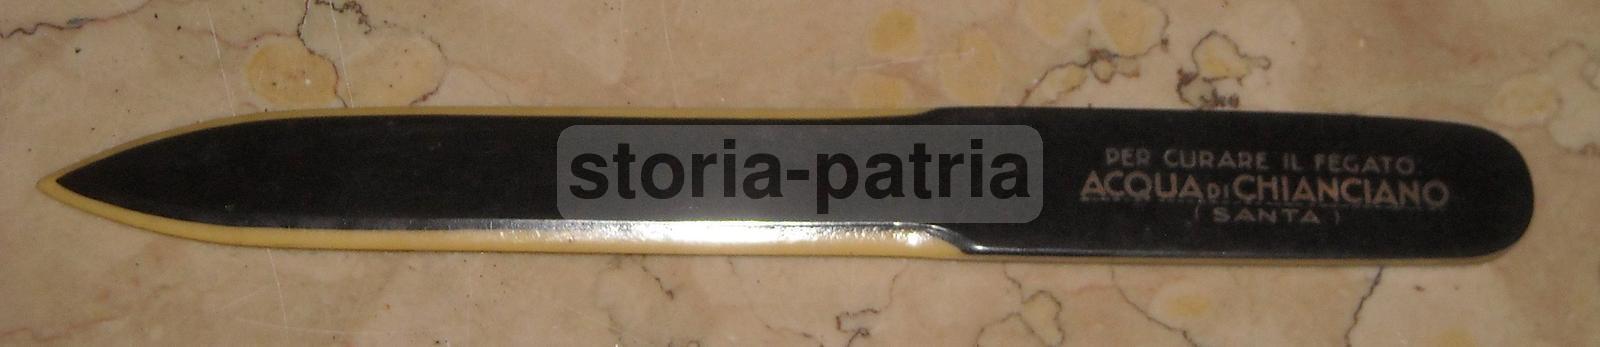 storia-patria
PER CURARE IL FEGATO
ACQUA DI CHIANCIANO
(SANTA)